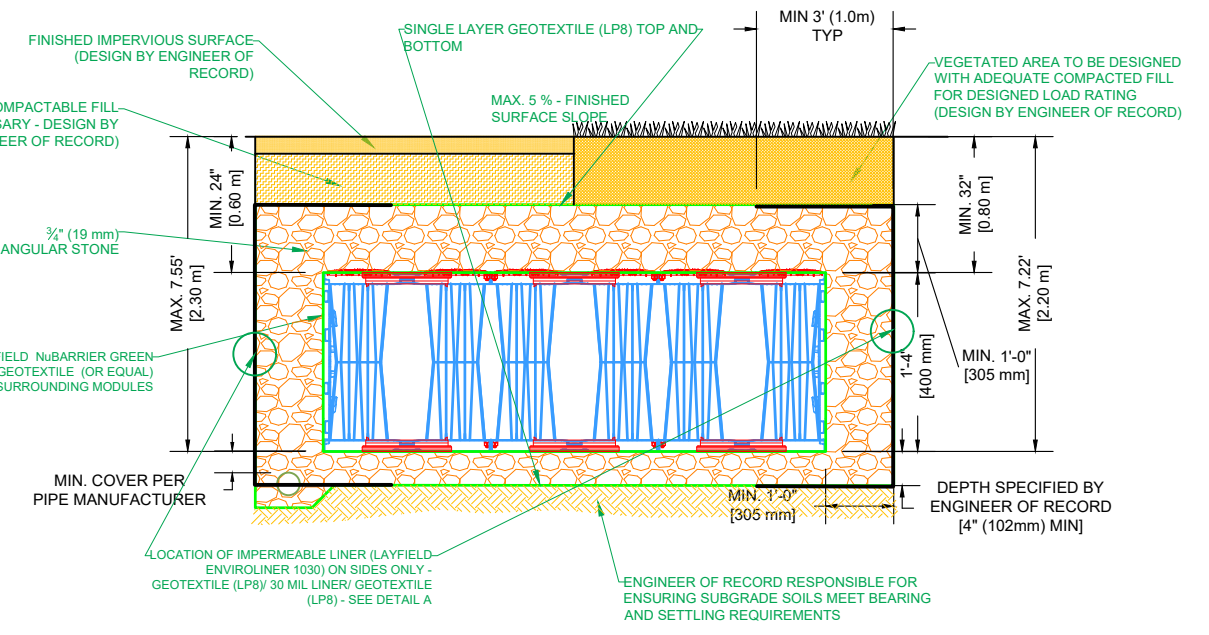 MIN 3' (1.0m)
TYP
SINGLE LAYER GEOTEXTILE (LP8) TOP AND
BOTTOM
FINISHED IMPERVIOUS SURFACE
(DESIGN BY ENGINEER OF
RECORD)
VEGETATED AREA TO BE DESIGNED
WITH ADEQUATE COMPACTED FILL
FOR DESIGNED LOAD RATING
(DESIGN BY ENGINEER OF RECORD)
MAX. 5 % - FINISHED
SURFACE SLOPE
OMPACTABLE FILL
SARY - DESIGN BY
EER OF RECORD)
MIN. 24"
[0.60 m]
MIN. 32"
[0.80 m]
¾" (19 mm)
ANGULAR STONE
MAX. 7.55'
[2.30 m]
MAX. 7.22'
[2.20 m]
1'-4"
[400 mm]
MIN. 1'-0"
[305 mm]
FIELD NuBARRIER GREEN
GEOTEXTILE (OR EQUAL)
SURROUNDING MODULES
MIN. COVER PER
PIPE MANUFACTURER
MIN. 1'-0"
[305 mm]
DEPTH SPECIFIED BY
ENGINEER OF RECORD
[4" (102mm) MIN]
LOCATION OF IMPERMEABLE LINER (LAYFIELD
ENVIROLINER 1030) ON SIDES ONLY -
GEOTEXTILE (LP8)/ 30 MIL LINER/ GEOTEXTILE
(LP8) - SEE DETAIL A
ENGINEER OF RECORD RESPONSIBLE FOR
ENSURING SUBGRADE SOILS MEET BEARING
AND SETTLING REQUIREMENTS